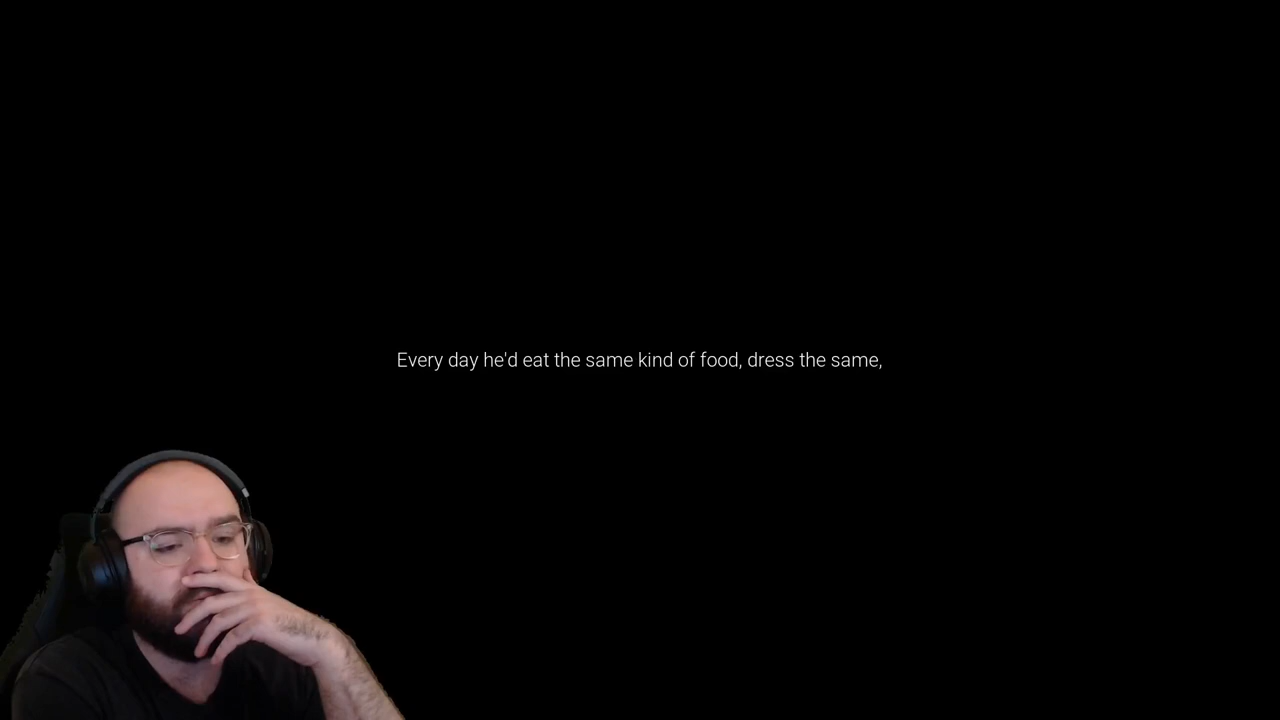 Every day he'd eat the same kind of food, dress the same,